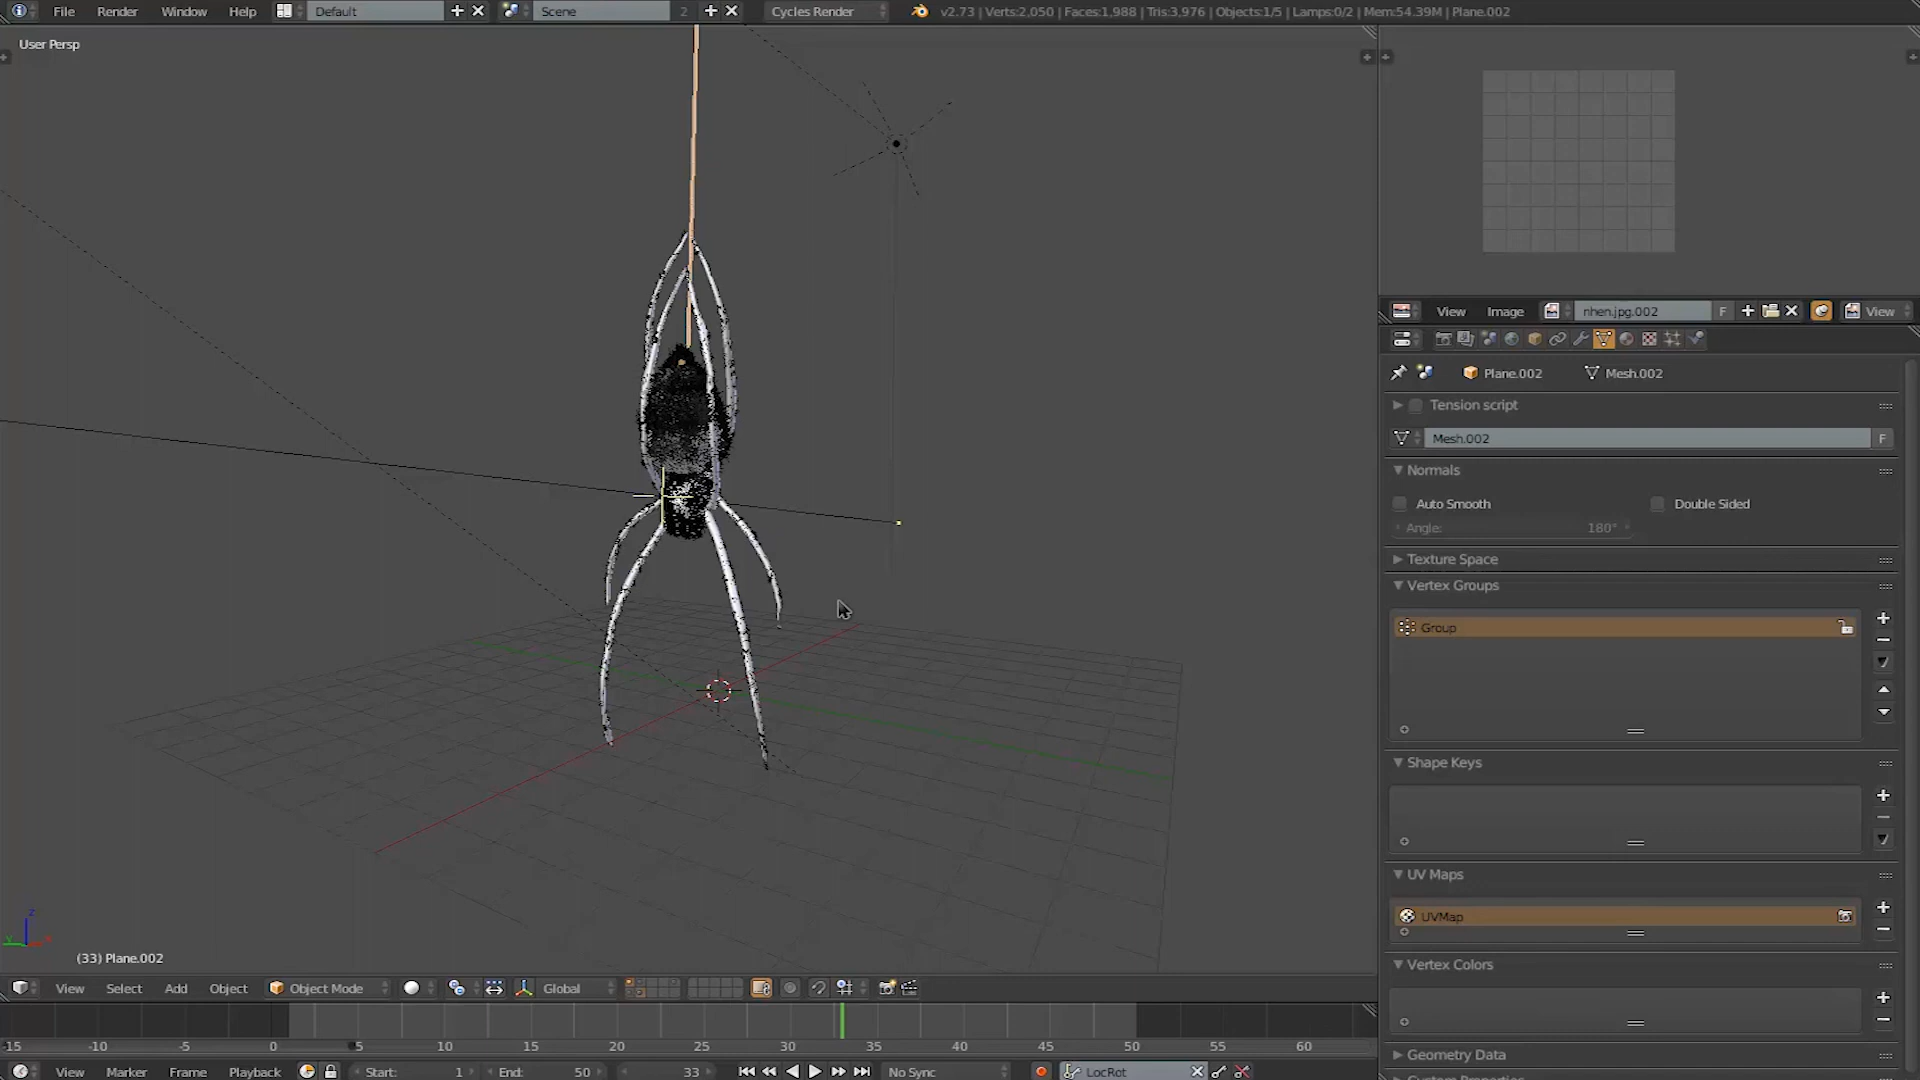 File Render Window Help Default Scene 2 Cycles Render v2.73 | Verts:2,050 | Faces:1,988 | Tris:3,976 | Objects:1/5 | Lamps:0/2 | Mem:54.39M | Plane.002
User Persp
View Image nhen.jpg.002 F View
Plane.002 Mesh.002
Tension script
Mesh.002 F
Normals
Auto Smooth Double Sided
Angle: 180°
Texture Space
Vertex Groups
Group
Shape Keys
UV Maps
UVMap
Vertex Colors
Geometry Data
z
(33) Plane.002
View Select Add Object Object Mode Global
-15 -10 -5 0 5 10 15 20 25 30 35 40 45 50 55 60
View Marker Frame Playback Start: 1 End: 50 33 No Sync LocRot